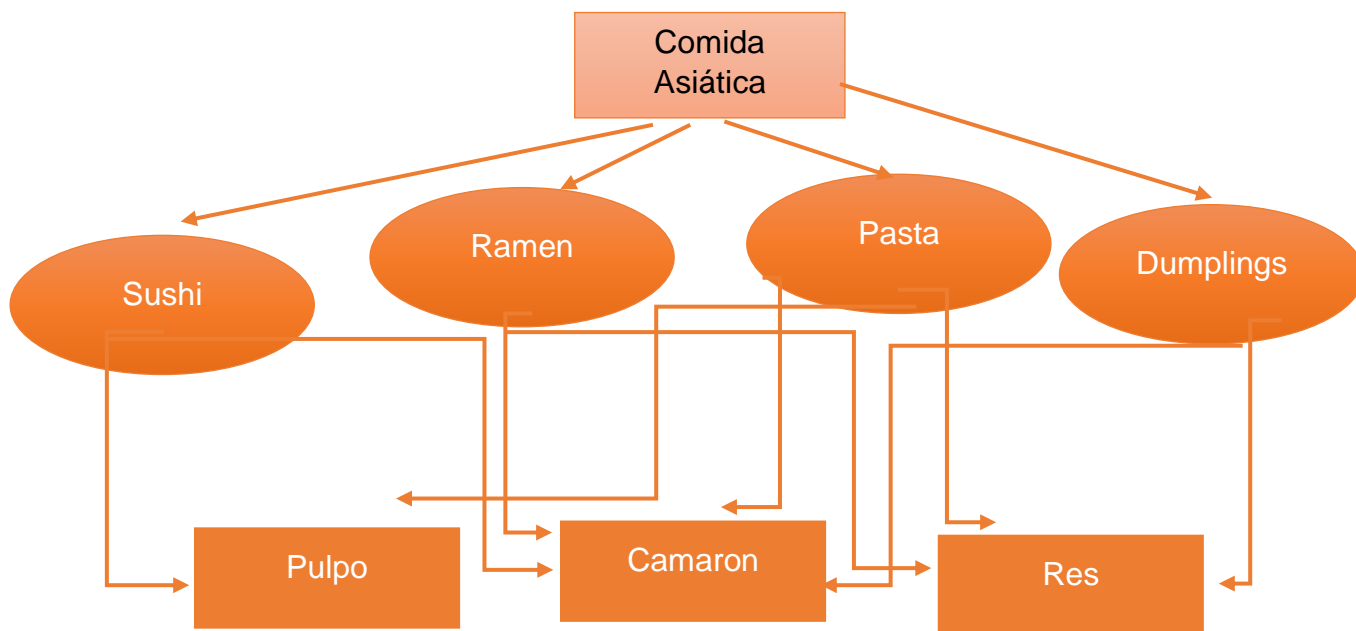 Comida
Asiática
Sushi
Ramen
Pasta
Dumplings
Pulpo
Camaron
Res